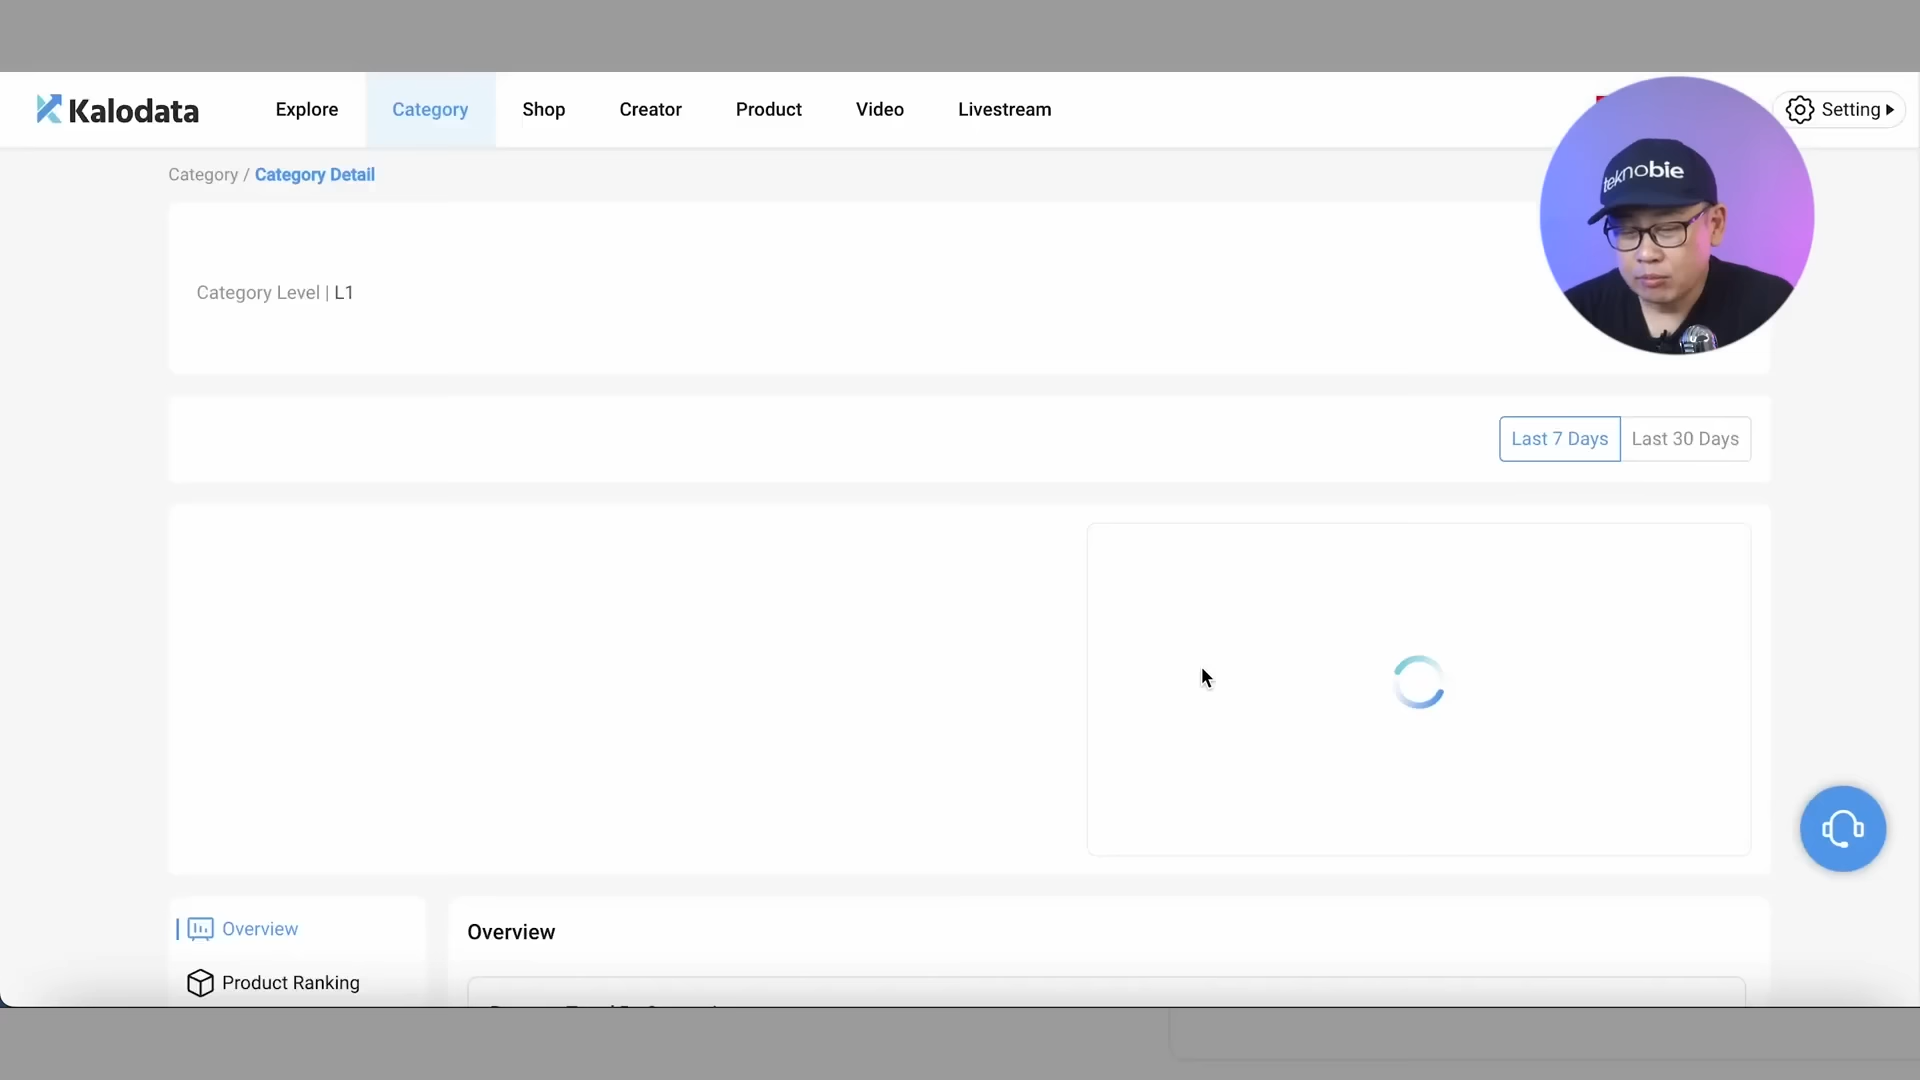 Kalodata
Explore
Category
Shop
Creator
Product
Video
Livestream
Setting
Category / Category Detail
teknobie
Category Level | L1
Last 7 Days
Last 30 Days
Overview
Product Ranking
Overview